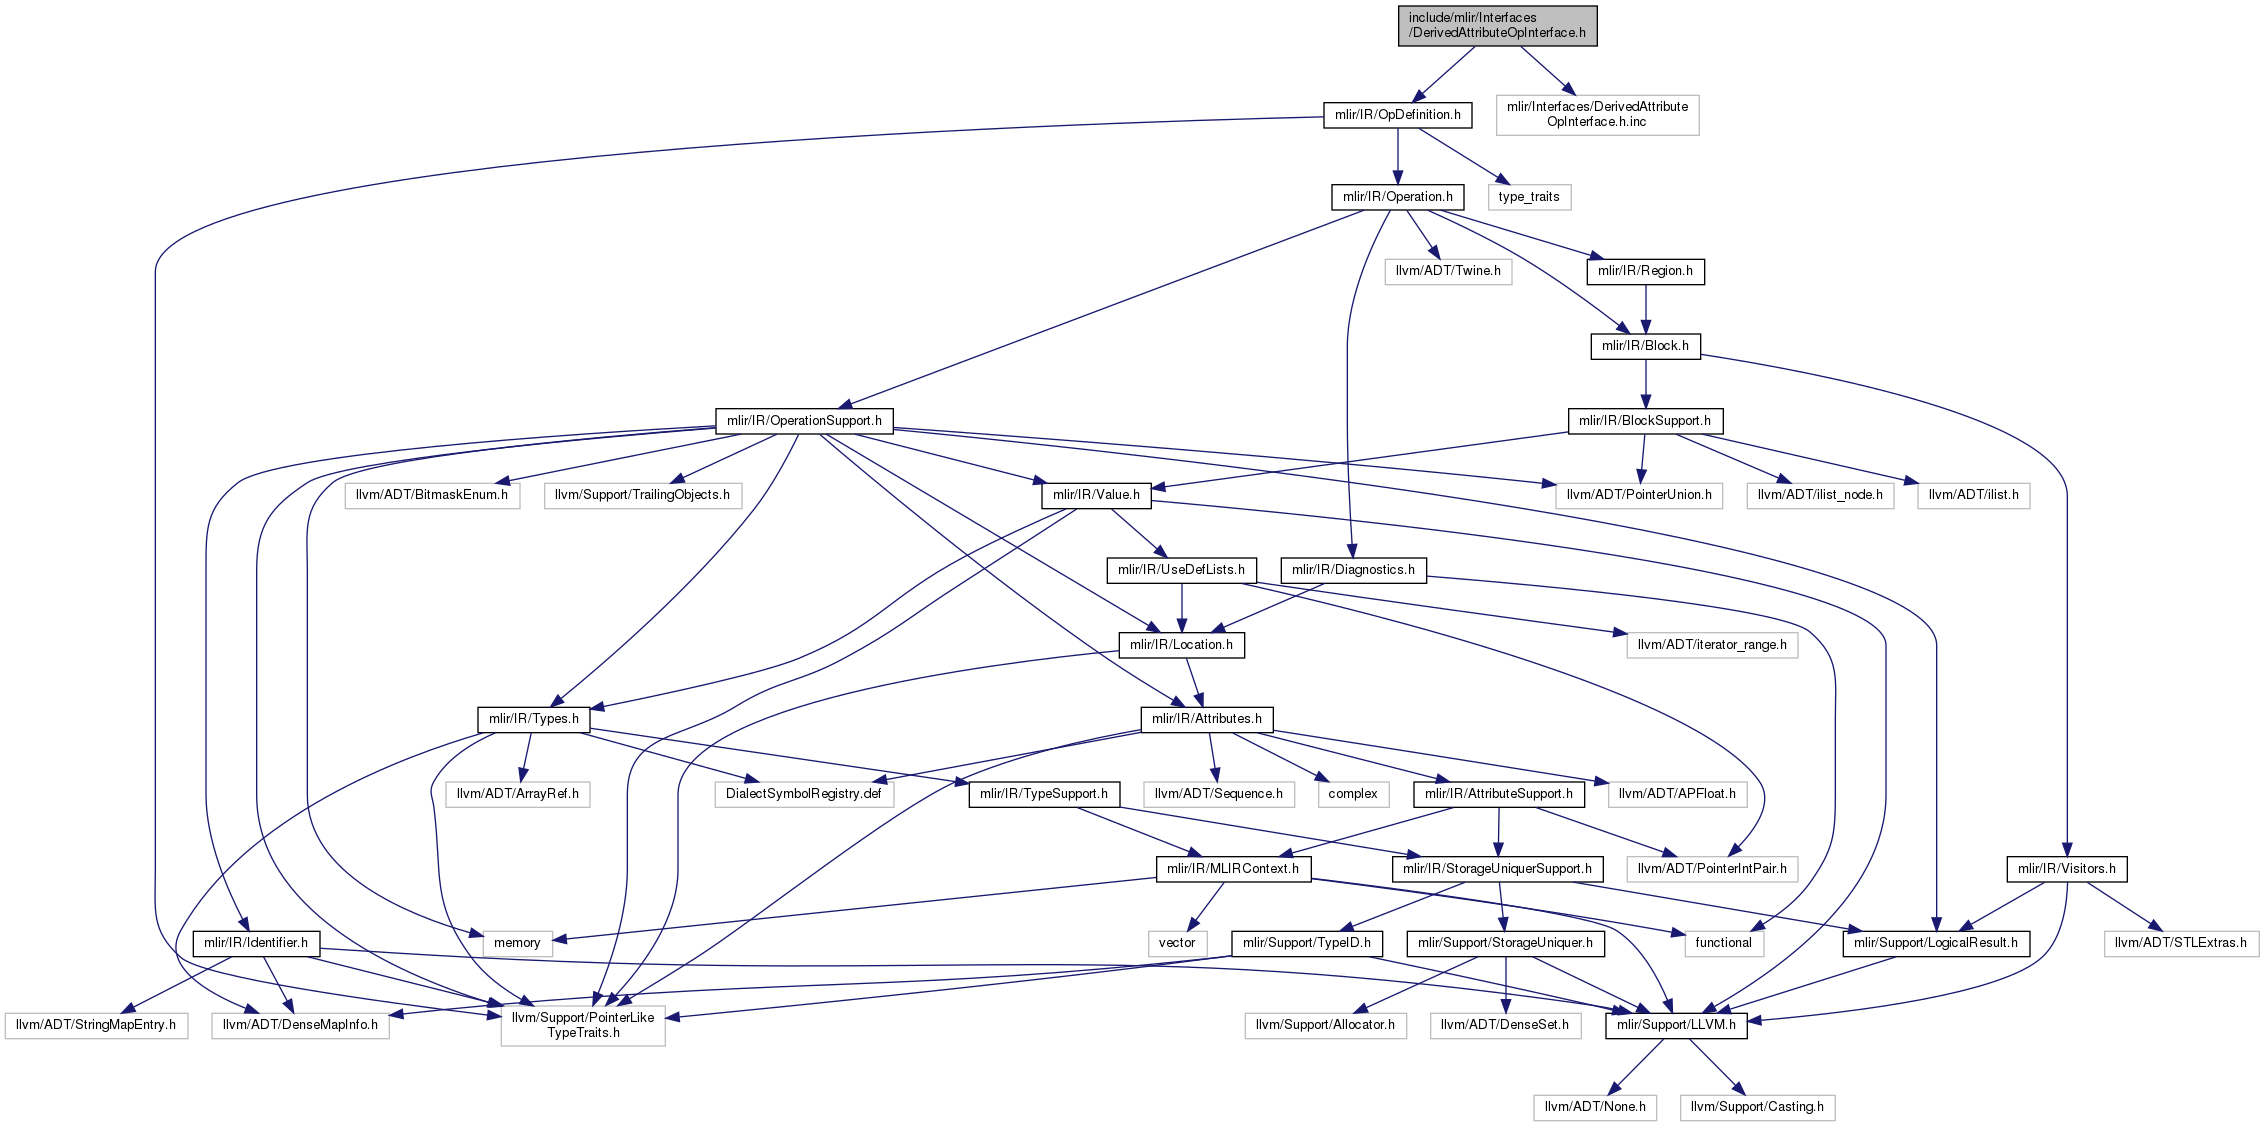 include/mlir/Interfaces
/DerivedAttributeOpInterface.h
mlir/IR/OpDefinition.h
mlir/Interfaces/DerivedAttribute
OpInterface.h.inc
mlir/IR/Operation.h
type_traits
llvm/ADT/Twine.h
mlir/IR/Region.h
mlir/IR/Block.h
mlir/IR/OperationSupport.h
mlir/IR/BlockSupport.h
llvm/ADT/BitmaskEnum.h
llvm/Support/TrailingObjects.h
mlir/IR/Value.h
llvm/ADT/PointerUnion.h
llvm/ADT/ilist_node.h
llvm/ADT/ilist.h
mlir/IR/UseDefLists.h
mlir/IR/Diagnostics.h
mlir/IR/Location.h
llvm/ADT/iterator_range.h
mlir/IR/Types.h
mlir/IR/Attributes.h
llvm/ADT/ArrayRef.h
DialectSymbolRegistry.def
mlir/IR/TypeSupport.h
llvm/ADT/Sequence.h
complex
mlir/IR/AttributeSupport.h
llvm/ADT/APFloat.h
mlir/IR/MLIRContext.h
mlir/IR/StorageUniquerSupport.h
llvm/ADT/PointerIntPair.h
mlir/IR/Visitors.h
mlir/IR/Identifier.h
memory
vector
mlir/Support/TypeID.h
mlir/Support/StorageUniquer.h
functional
mlir/Support/LogicalResult.h
llvm/ADT/STLExtras.h
llvm/ADT/StringMapEntry.h
llvm/ADT/DenseMapInfo.h
llvm/Support/PointerLike
TypeTraits.h
llvm/Support/Allocator.h
llvm/ADT/DenseSet.h
mlir/Support/LLVM.h
llvm/ADT/None.h
llvm/Support/Casting.h